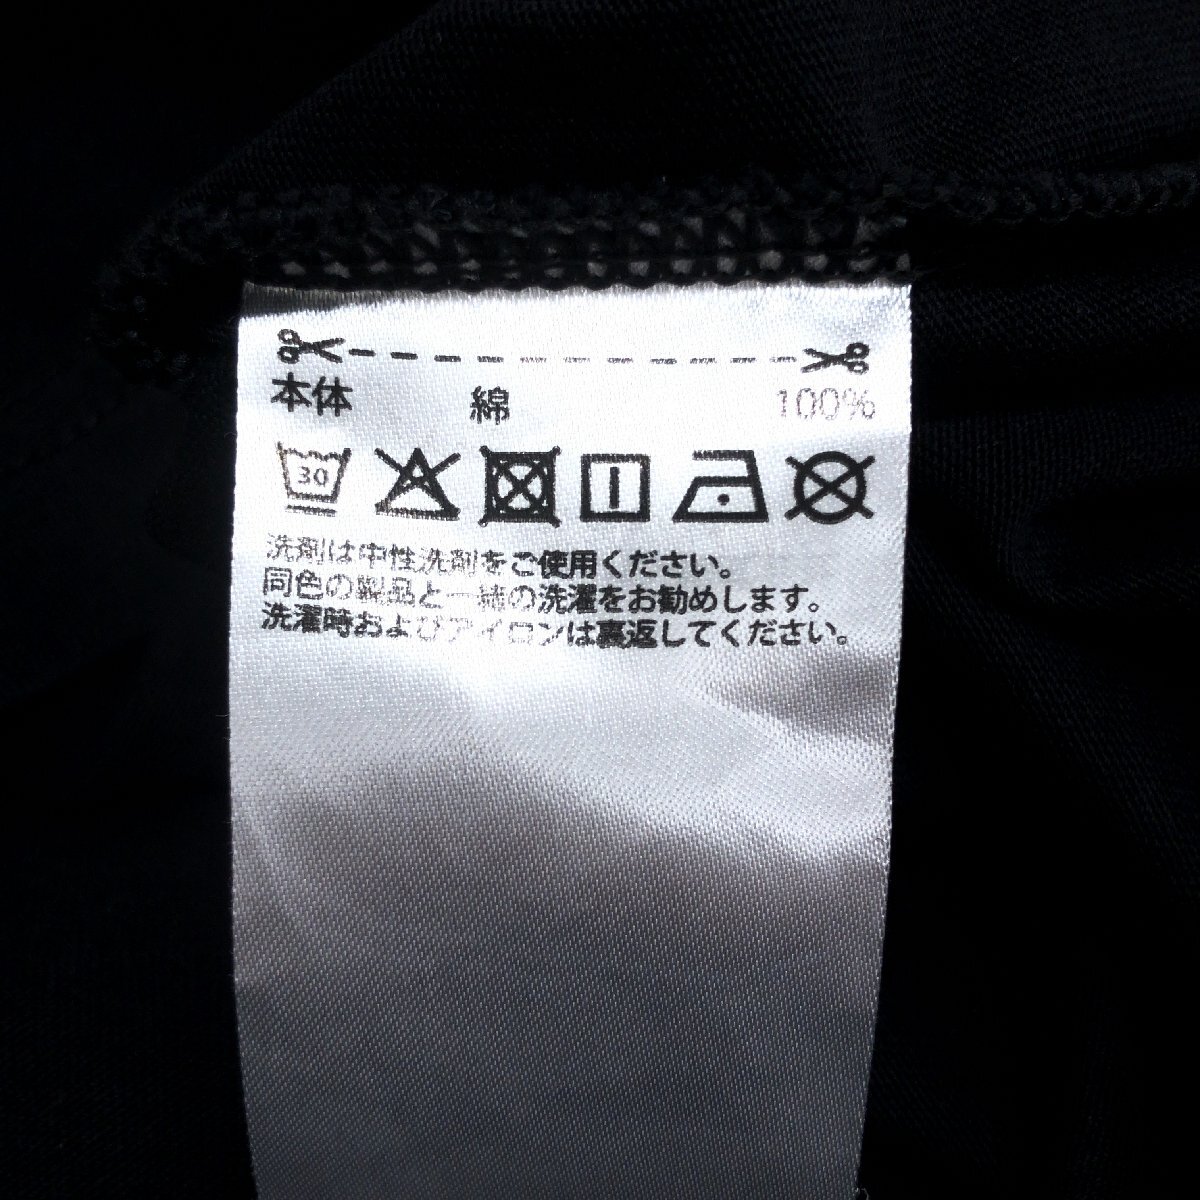 本体 綿 100%
30
洗剤は中性洗剤をご使用ください。
同色の製品と一緒の洗濯をお勧めします。
洗濯時およびアイロンは裏返してください。